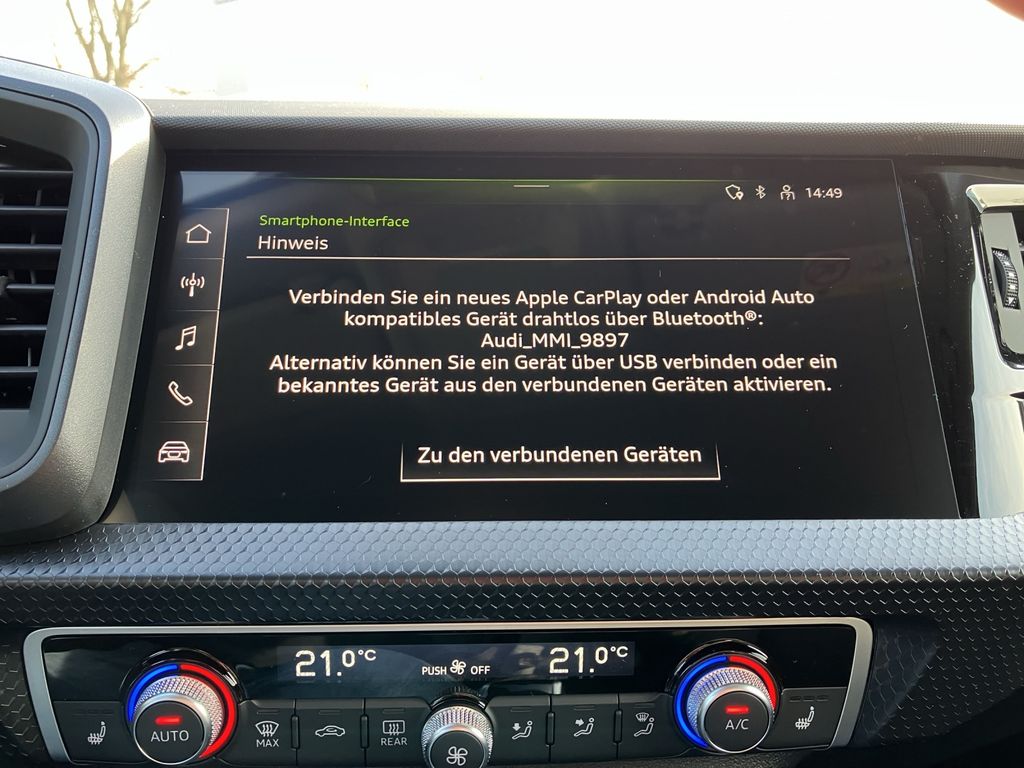 14:49
Smartphone-Interface
Hinweis
Verbinden Sie ein neues Apple CarPlay oder Android Auto
kompatibles Gerät drahtlos über Bluetooth®:
Audi_MMI_9897
Alternativ können Sie ein Gerät über USB verbinden oder ein
bekanntes Gerät aus den verbundenen Geräten aktivieren.
Zu den verbundenen Geräten
21.0°C PUSH OFF 21.0°C
AUTO MAX REAR A/C